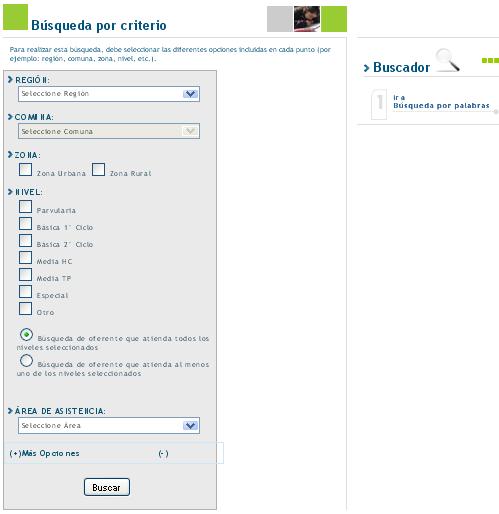 Búsqueda por criterio
Para realizar esta búsqueda, debe seleccionar las diferentes opciones incluidas en cada punto (por
ejemplo: región, comuna, zona, nivel, etc.).
REGIÓN:
Seleccione Región
COMUNA:
Seleccione Comuna
ZONA:
Zona Urbana
Zona Rural
NIVEL:
Parvularia
Básica 1° Ciclo
Básica 2° Ciclo
Media HC
Media TP
Especial
Otro
Búsqueda de oferente que atienda todos los
niveles seleccionados
Búsqueda de oferente que atienda al menos
uno de los niveles seleccionados
ÁREA DE ASISTENCIA:
Seleccione Area
(+)Más Opciones (-)
Buscar
Buscador
1
ir a
Búsqueda por palabras